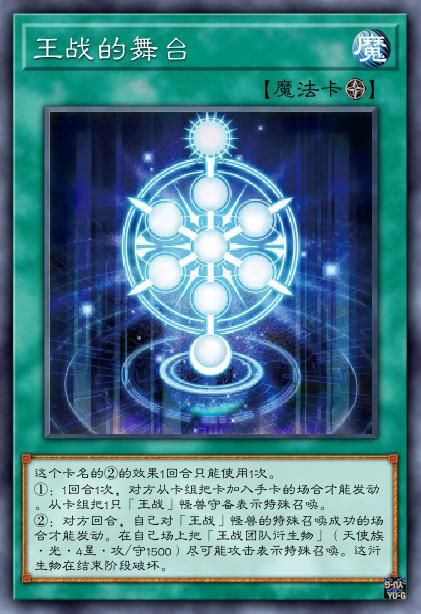 王战的舞台
魔
【魔法卡】
这个卡名的②的效果1回合只能使用1次。
①：1回合1次，对方从卡组把卡加入手卡的场合才能发动
。从卡组把1只「王战」怪兽守备表示特殊召唤。
②：对方回合，自己对「王战」怪兽的特殊召唤成功的场
合才能发动。在自己场上把「王战团队衍生物」（天使族
·光·4星·攻/守1500）尽可能攻击表示特殊召唤。这衍
生物在结束阶段破坏。